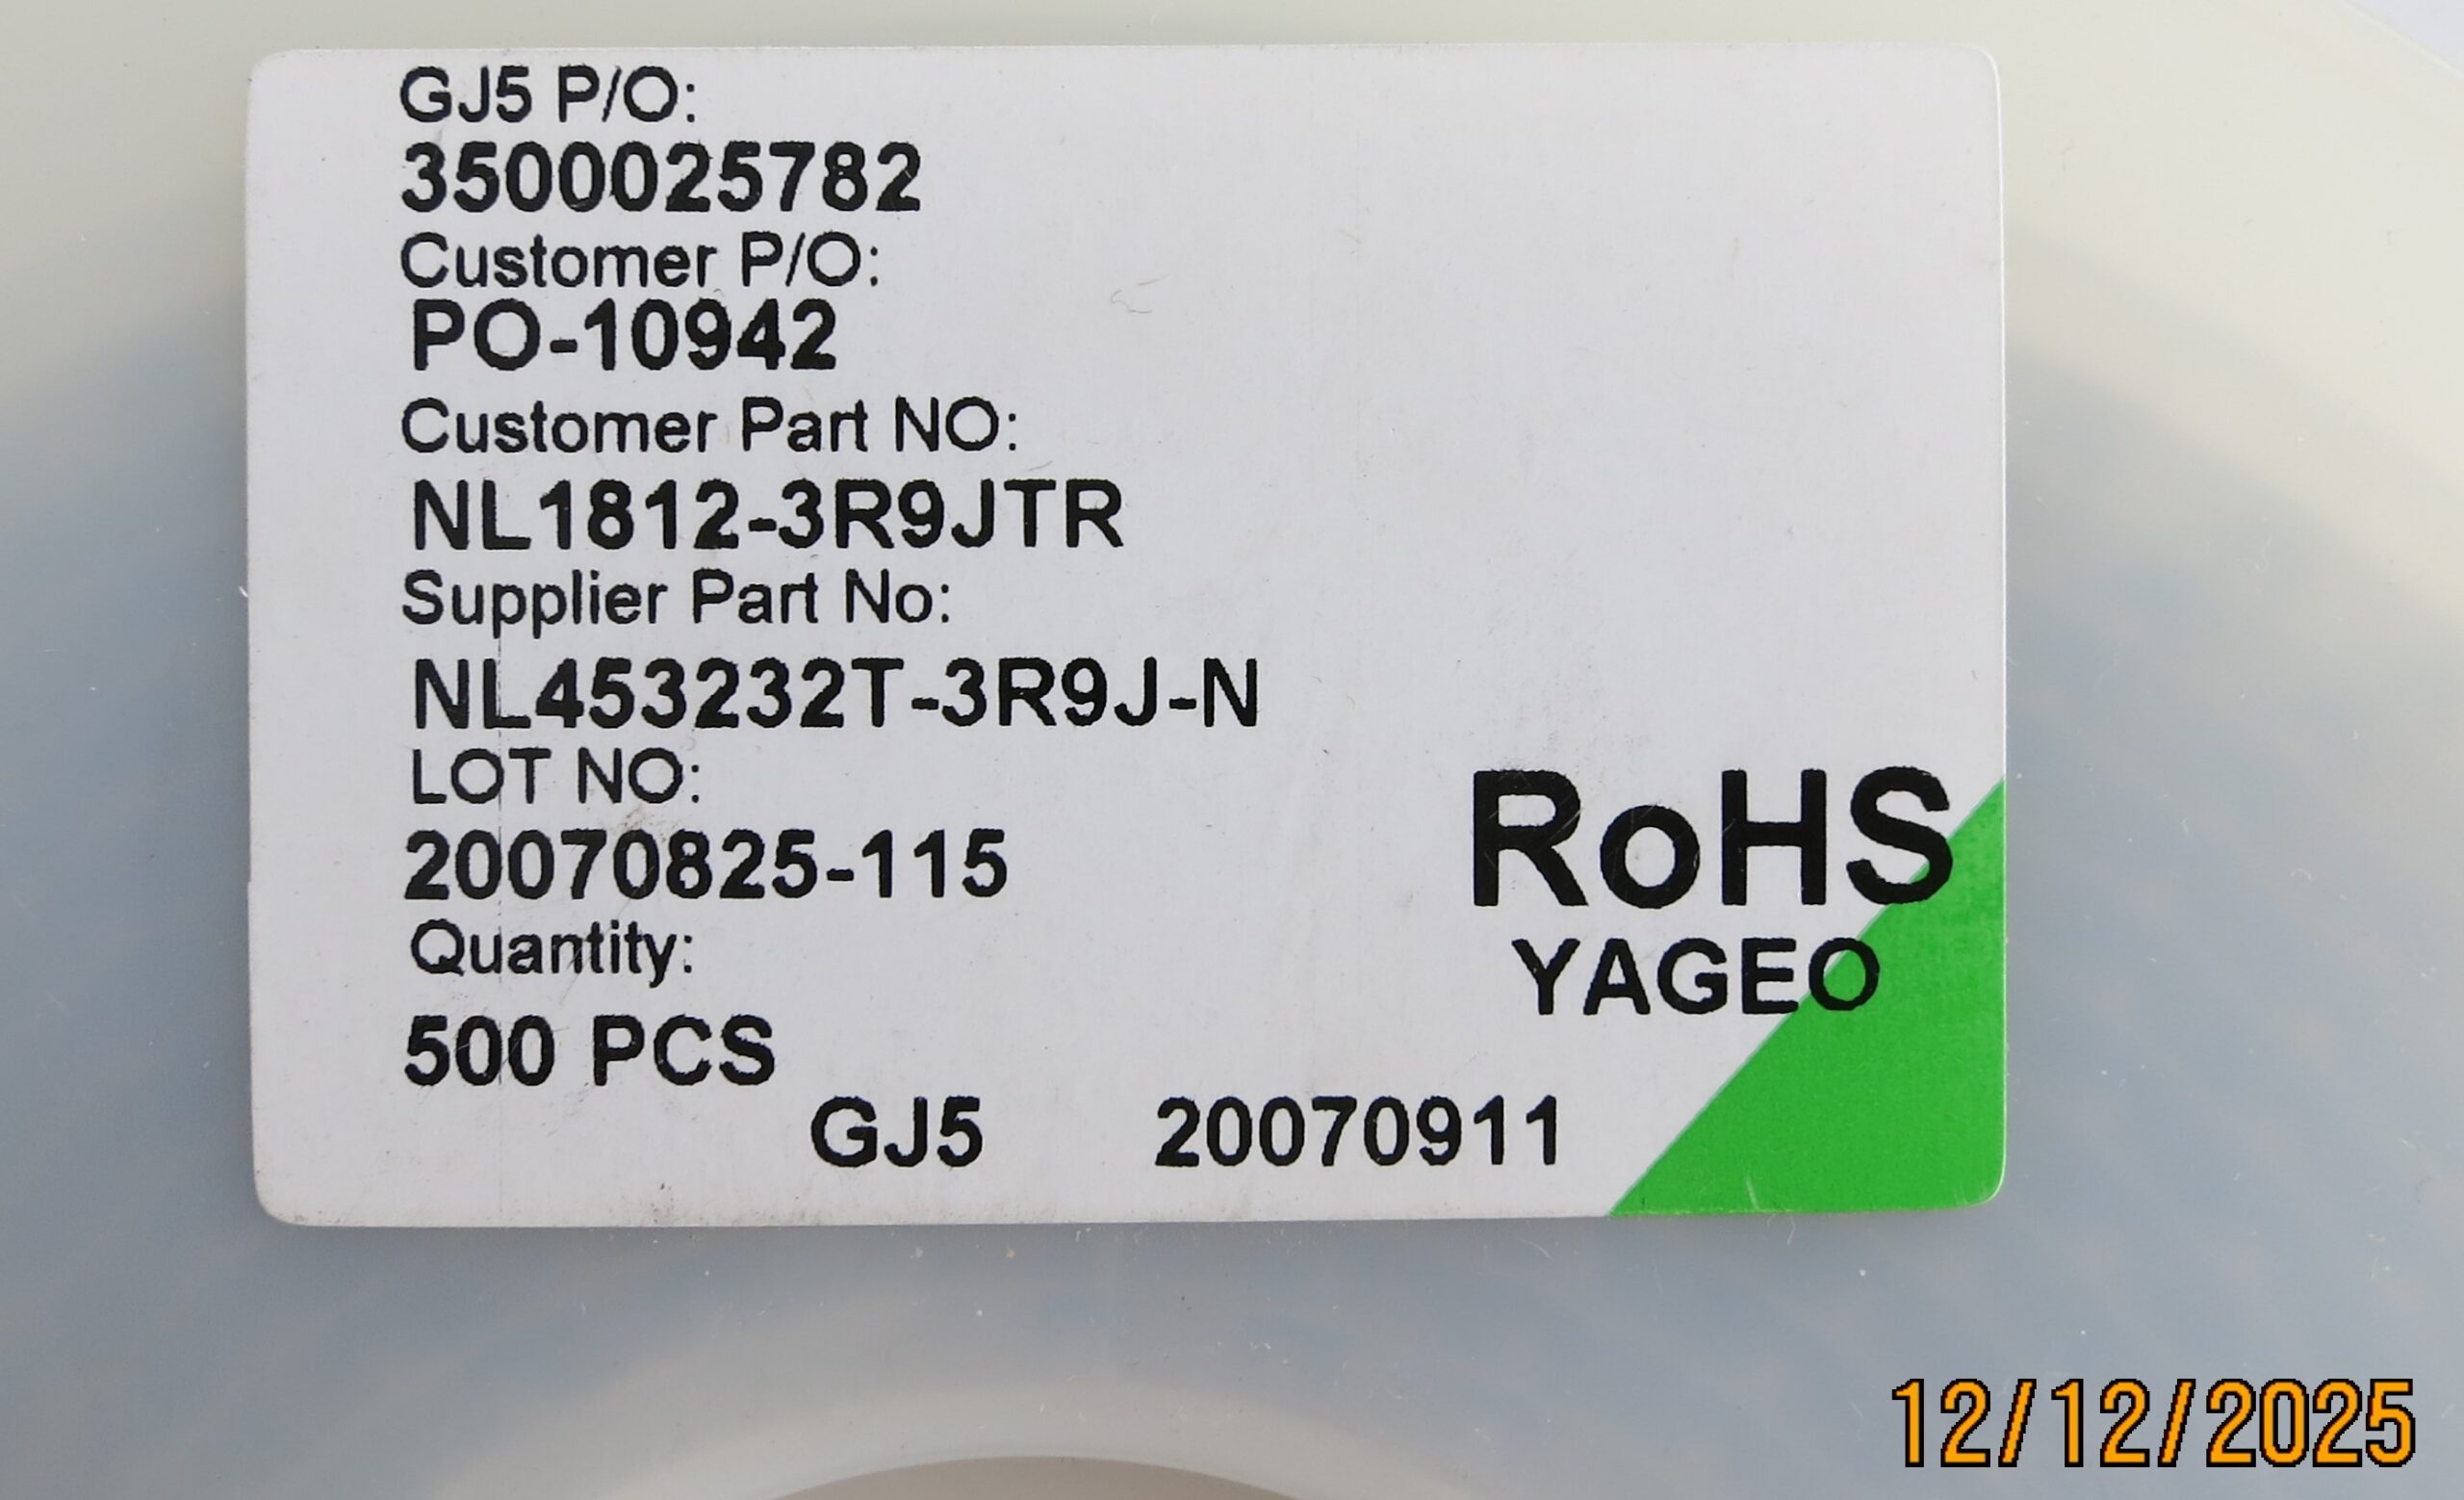 GJ5 P/O:
3500025782
Customer P/O:
PO-10942
Customer Part NO:
NL1812-3R9JTR
Supplier Part No:
NL453232T-3R9J-N
LOT NO:
20070825-115
Quantity:
500 PCS
RoHS
YAGEO
GJ5 20070911
12/12/2025